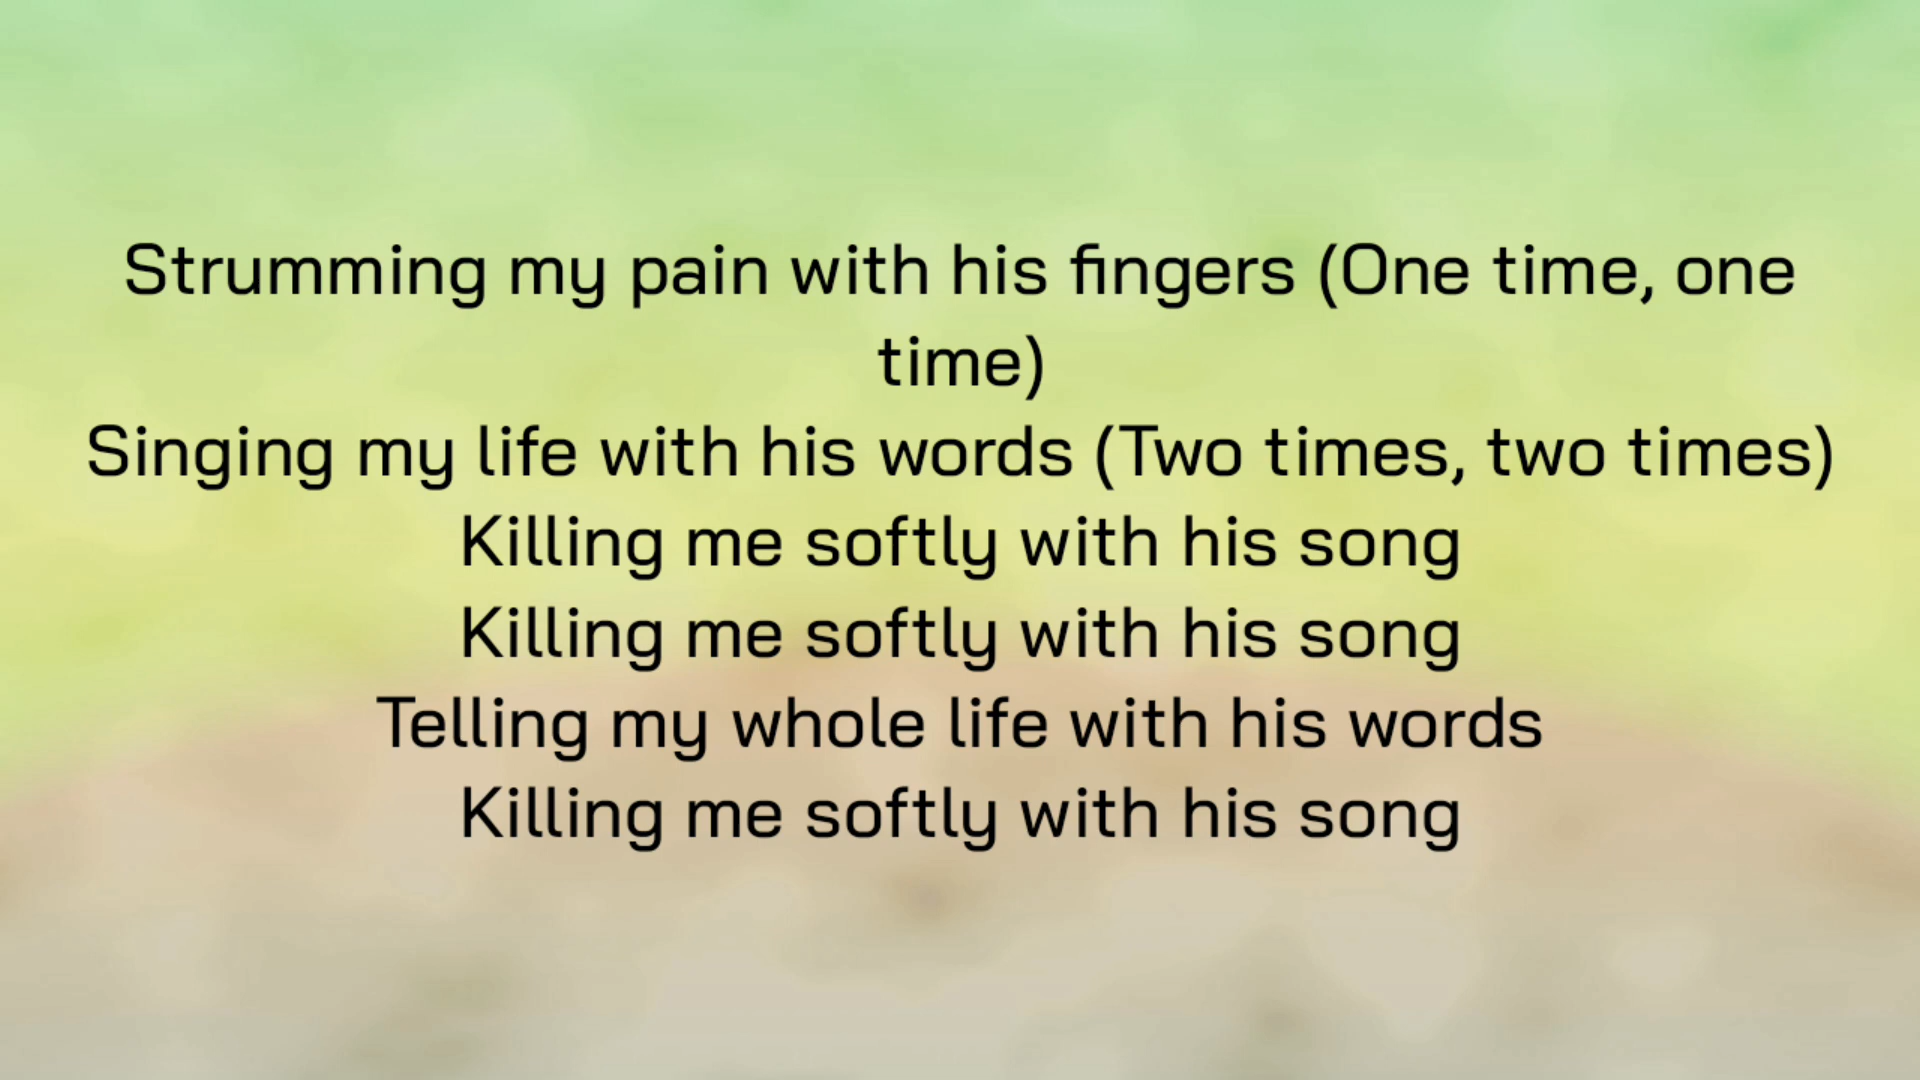 Strumming my pain with his fingers (One time, one
time)
Singing my life with his words (Two times, two times)
Killing me softly with his song
Killing me softly with his song
Telling my whole life with his words
Killing me softly with his song